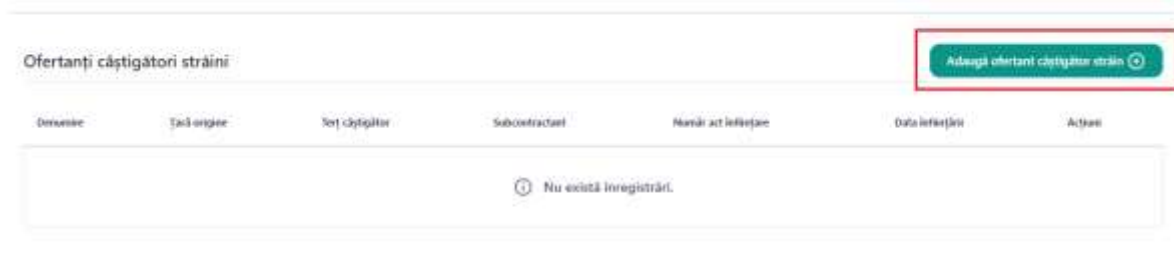 Ofertanți câștigători străini
Adaugă ofertant câștigător străin
Denumire Țară origine Terț câștigător Subcontractant Număr act înființare Data înființării Acțiuni
Nu există înregistrări.